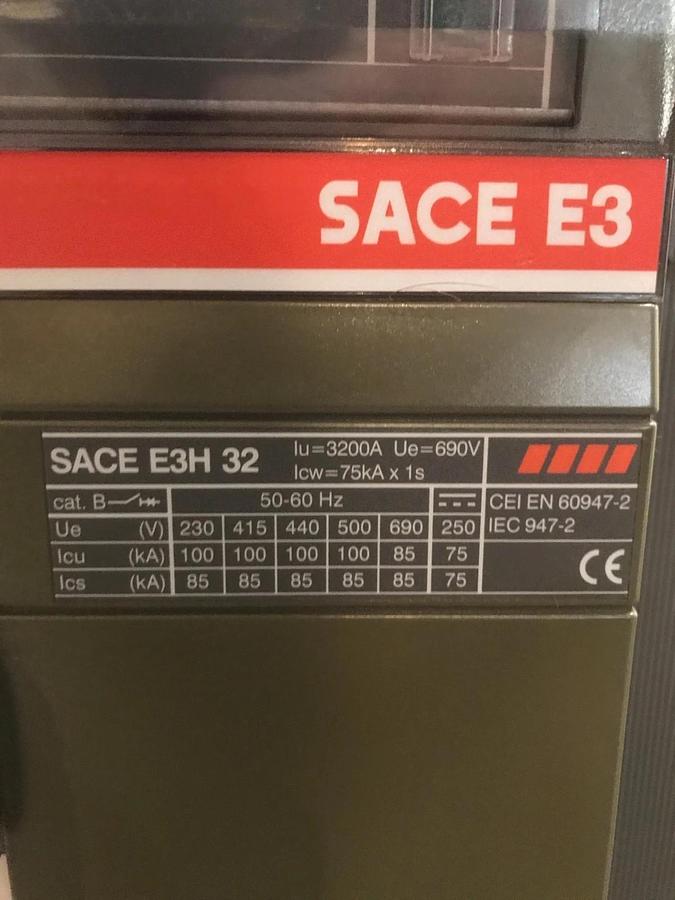 SACE E3
SACE E3H 32 Iu=3200A Ue=690V
Icw=75kA x 1s
cat. B 50-60 Hz CEI EN 60947-2
Ue (V) 230 415 440 500 690 250 IEC 947-2
Icu (kA) 100 100 100 100 85 75
Ics (kA) 85 85 85 85 85 75 CE